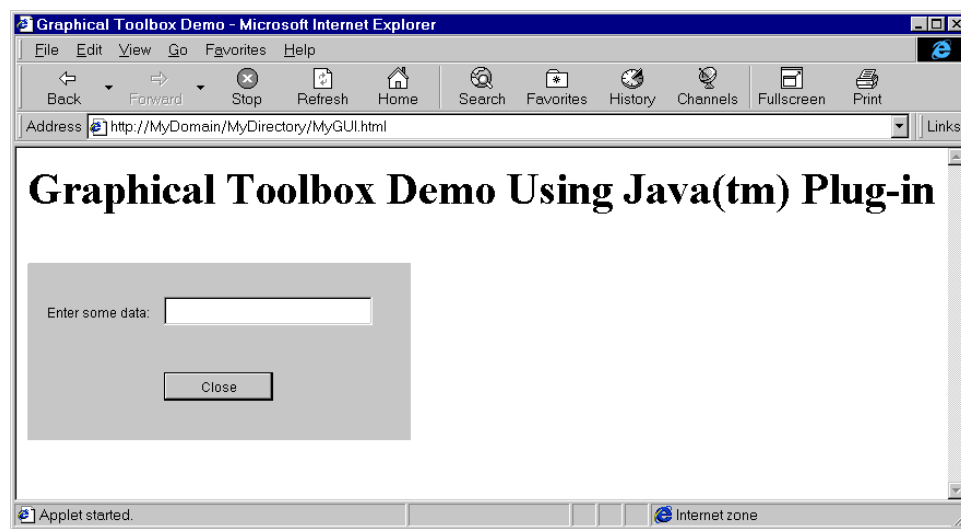 Graphical Toolbox Demo - Microsoft Internet Explorer
File Edit View Go Favorites Help
Back Forward Stop Refresh Home Search Favorites History Channels Fullscreen Print
Address http://MyDomain/MyDirectory/MyGUI.html Links
Graphical Toolbox Demo Using Java(tm) Plug-in
Enter some data:
Close
Applet started. Internet zone